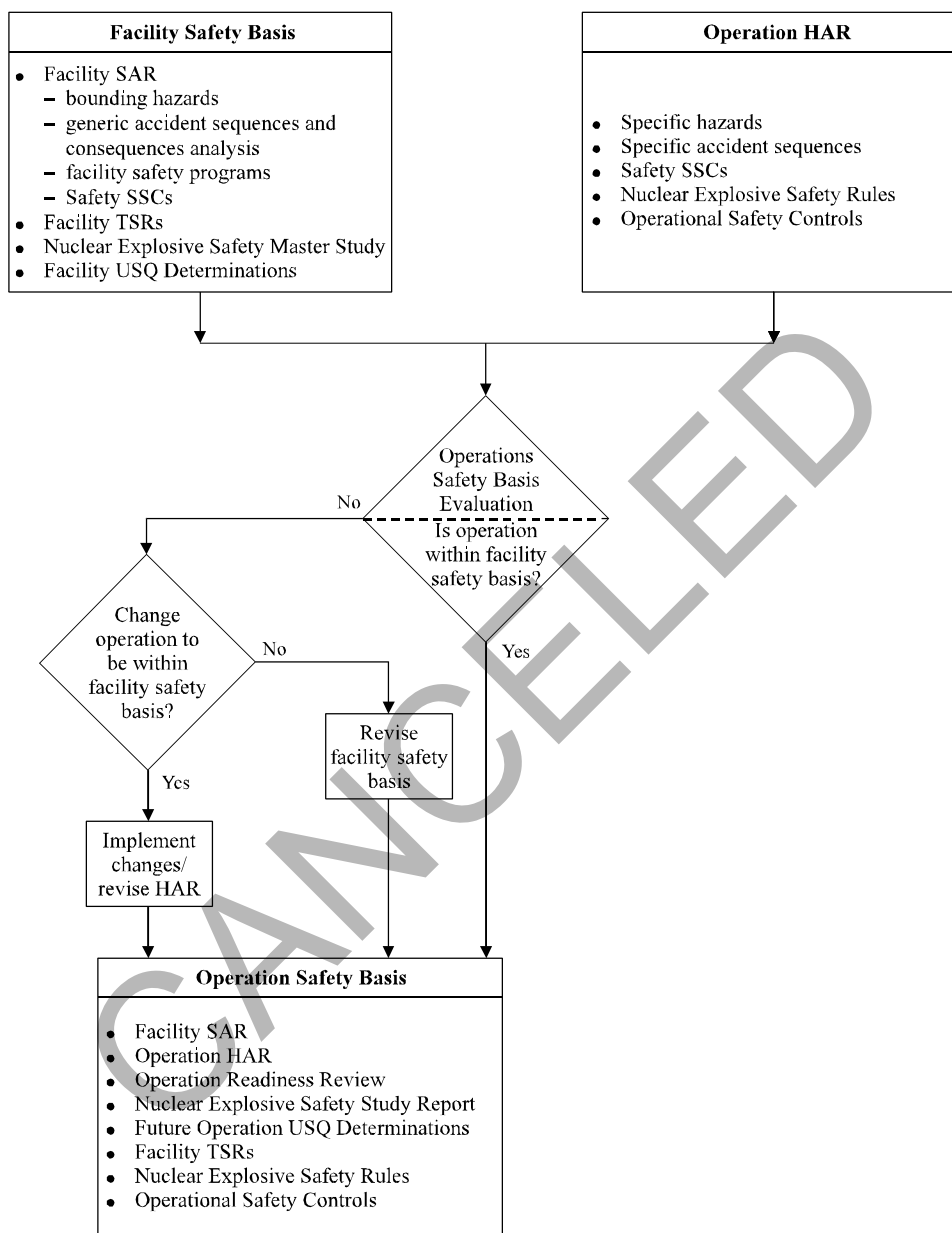 Facility Safety Basis
● Facility SAR
– bounding hazards
– generic accident sequences and
consequences analysis
– facility safety programs
– Safety SSCs
● Facility TSRs
● Nuclear Explosive Safety Master Study
● Facility USQ Determinations
Operation HAR
● Specific hazards
● Specific accident sequences
● Safety SSCs
● Nuclear Explosive Safety Rules
● Operational Safety Controls
Operations
Safety Basis
Evaluation
Is operation
within facility
safety basis?
No
Yes
Change
operation to
be within
facility safety
basis?
No
Yes
Revise
facility safety
basis
Implement
changes/
revise HAR
Operation Safety Basis
● Facility SAR
● Operation HAR
● Operation Readiness Review
● Nuclear Explosive Safety Study Report
● Future Operation USQ Determinations
● Facility TSRs
● Nuclear Explosive Safety Rules
● Operational Safety Controls
CANCELED